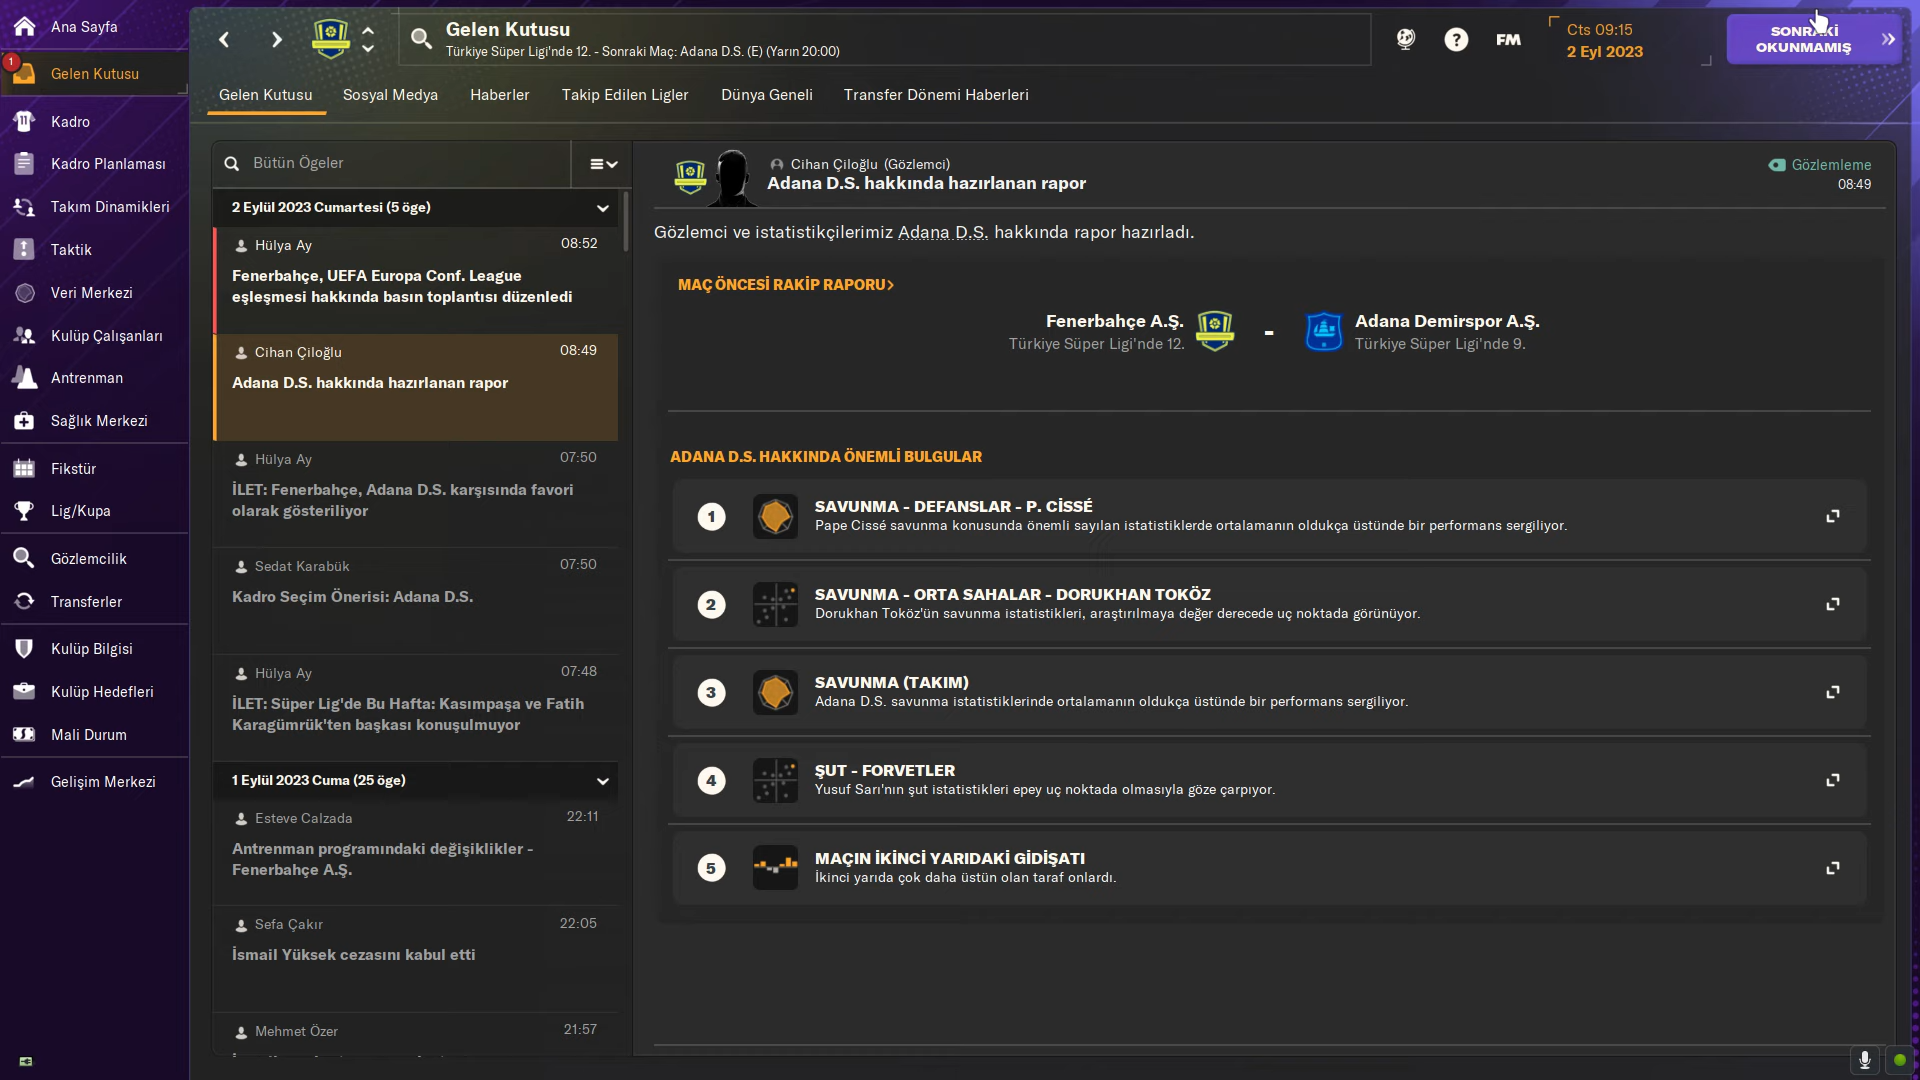 Ana Sayfa
1
Gelen Kutusu
Kadro
Kadro Planlaması
Takım Dinamikleri
Taktik
Veri Merkezi
Kulüp Çalışanları
Antrenman
Sağlık Merkezi
Fikstür
Lig/Kupa
Gözlemcilik
Transferler
Kulüp Bilgisi
Kulüp Hedefleri
Mali Durum
Gelişim Merkezi
Gelen Kutusu
Türkiye Süper Ligi'nde 12. - Sonraki Maç: Adana D.S. (E) (Yarın 20:00)
?
FM
Cts 09:15
2 Eyl 2023
SONRAKİ
OKUNMAMIŞ
Gelen Kutusu Sosyal Medya Haberler Takip Edilen Ligler Dünya Geneli Transfer Dönemi Haberleri
Bütün Ögeler
2 Eylül 2023 Cumartesi (5 öge)
Hülya Ay 08:52
Fenerbahçe, UEFA Europa Conf. League
eşleşmesi hakkında basın toplantısı düzenledi
Cihan Çiloğlu 08:49
Adana D.S. hakkında hazırlanan rapor
Hülya Ay 07:50
İLET: Fenerbahçe, Adana D.S. karşısında favori
olarak gösteriliyor
Sedat Karabük 07:50
Kadro Seçim Önerisi: Adana D.S.
Hülya Ay 07:48
İLET: Süper Lig'de Bu Hafta: Kasımpaşa ve Fatih
Karagümrük'ten başkası konuşulmuyor
1 Eylül 2023 Cuma (25 öge)
Esteve Calzada 22:11
Antrenman programındaki değişiklikler -
Fenerbahçe A.Ş.
Sefa Çakır 22:05
İsmail Yüksek cezasını kabul etti
Mehmet Özer 21:57
Cihan Çiloğlu (Gözlemci)
Adana D.S. hakkında hazırlanan rapor
Gözlemleme
08:49
Gözlemci ve istatistikçilerimiz Adana D.S. hakkında rapor hazırladı.
MAÇ ÖNCESİ RAKİP RAPORU>
Fenerbahçe A.Ş. - Adana Demirspor A.Ş.
Türkiye Süper Ligi'nde 12. Türkiye Süper Ligi'nde 9.
ADANA D.S. HAKKINDA ÖNEMLİ BULGULAR
1 SAVUNMA - DEFANSLAR - P. CİSSÉ
Pape Cissé savunma konusunda önemli sayılan istatistiklerde ortalamanın oldukça üstünde bir performans sergiliyor.
2 SAVUNMA - ORTA SAHALAR - DORUKHAN TOKÖZ
Dorukhan Toköz'ün savunma istatistikleri, araştırılmaya değer derecede uç noktada görünüyor.
3 SAVUNMA (TAKIM)
Adana D.S. savunma istatistiklerinde ortalamanın oldukça üstünde bir performans sergiliyor.
4 ŞUT - FORVETLER
Yusuf Sarı'nın şut istatistikleri epey uç noktada olmasıyla göze çarpıyor.
5 MAÇIN İKİNCİ YARIDAKİ GİDİŞATI
İkinci yarıda çok daha üstün olan taraf onlardı.